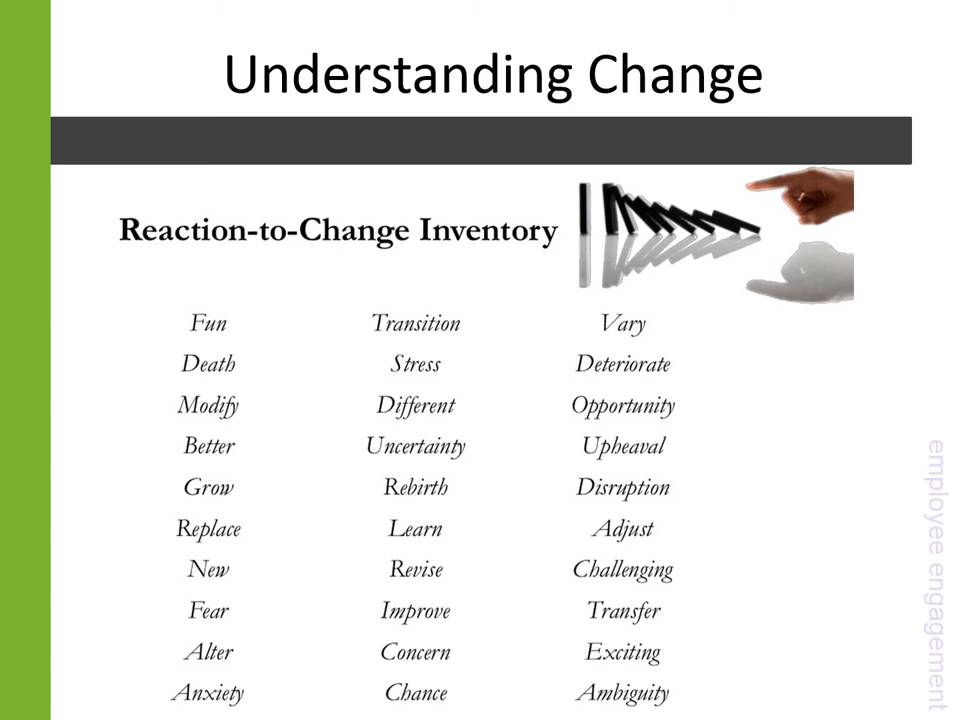 Understanding Change
Reaction-to-Change Inventory
Fun Transition Vary
Death Stress Deteriorate
Modify Different Opportunity
Better Uncertainty Upheaval
Grow Rebirth Disruption
Replace Learn Adjust
New Revise Challenging
Fear Improve Transfer
Alter Concern Exciting
Anxiety Chance Ambiguity
employee engagement